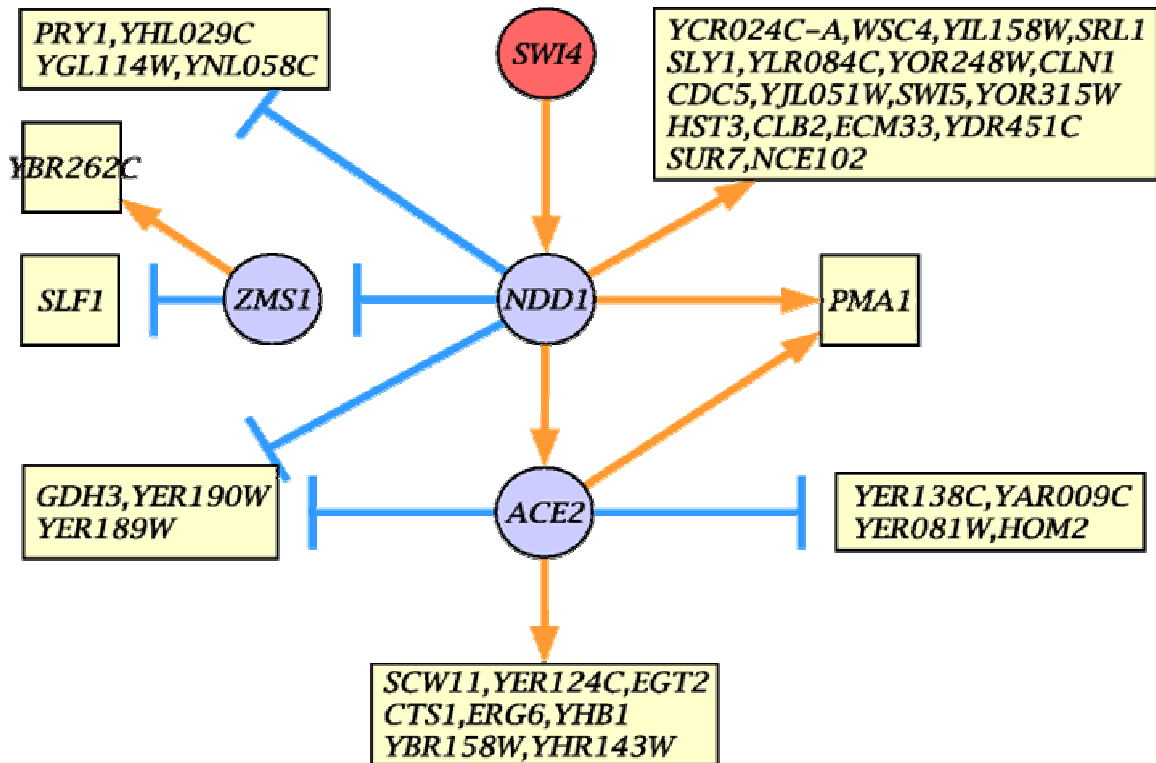 PRY1,YHL029C
YGL114W,YNL058C
SWI4
YCR024C-A,WSC4,YIL158W,SRL1
SLY1,YLR084C,YOR248W,CLN1
CDC5,YJL051W,SWI5,YOR315W
HST3,CLB2,ECM33,YDR451C
SUR7,NCE102
YBR262C
SLF1
ZMS1
NDD1
PMA1
GDH3,YER190W
YER189W
ACE2
YER138C,YAR009C
YER081W,HOM2
SCW11,YER124C,EGT2
CTS1,ERG6,YHB1
YBR158W,YHR143W